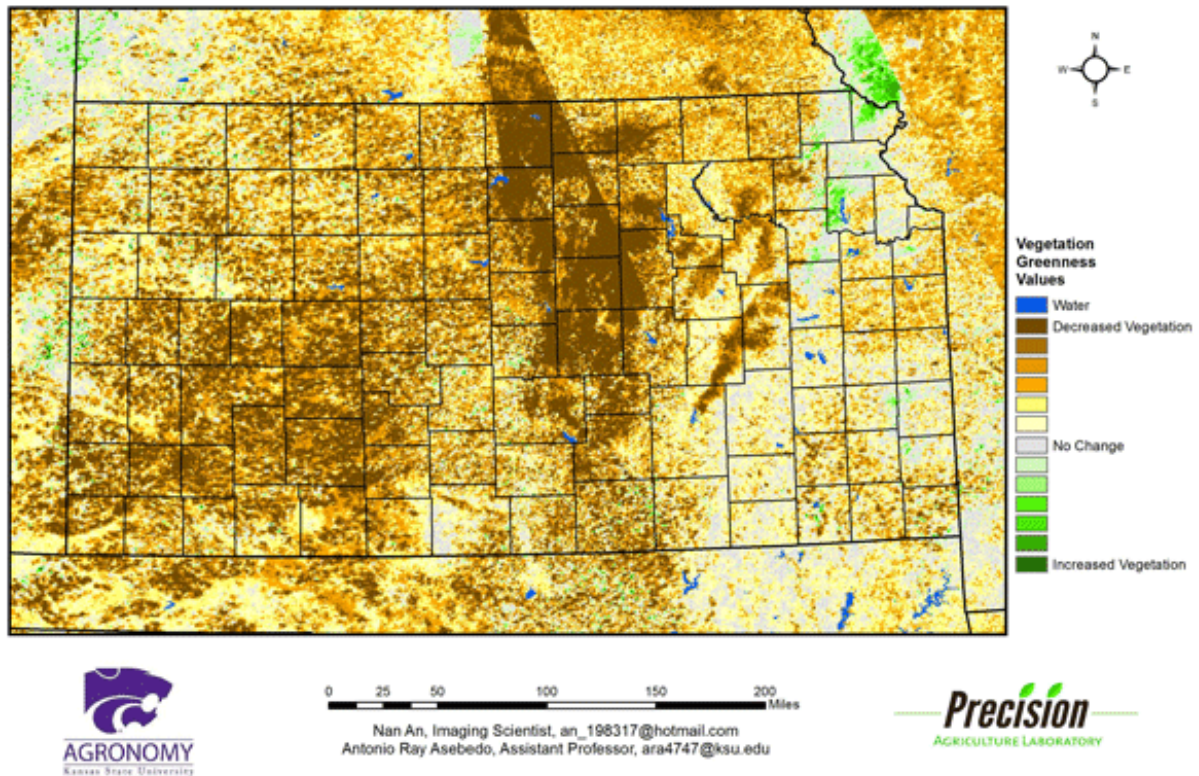 N
W
E
S
Vegetation
Greenness
Values
Water
Decreased Vegetation
No Change
Increased Vegetation
0 25 50 100 150 200
Miles
Nan An, Imaging Scientist, an_198317@hotmail.com
Antonio Ray Asebedo, Assistant Professor, ara4747@ksu.edu
AGRONOMY
Kansas State University
Precision
AGRICULTURE LABORATORY